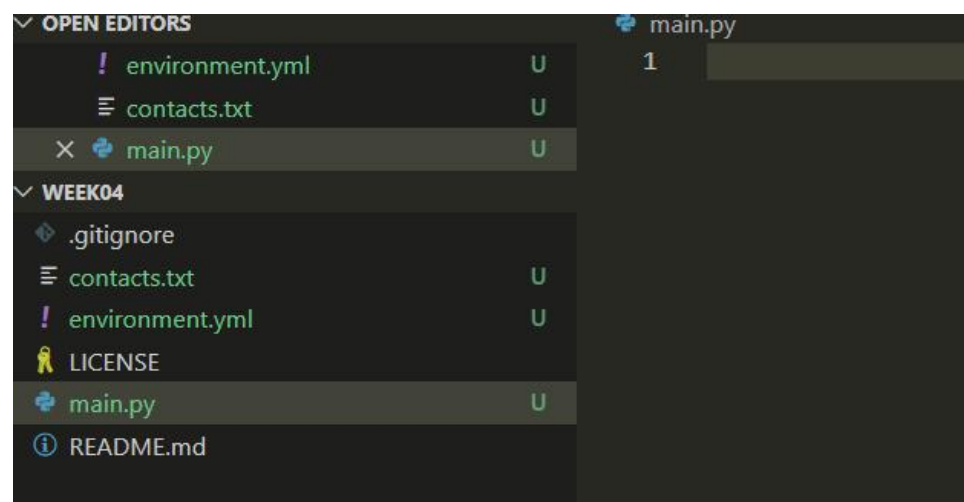 OPEN EDITORS
! environment.yml U
contacts.txt U
main.py U
WEEK04
.gitignore
contacts.txt U
! environment.yml U
LICENSE
main.py U
README.md
main.py
1